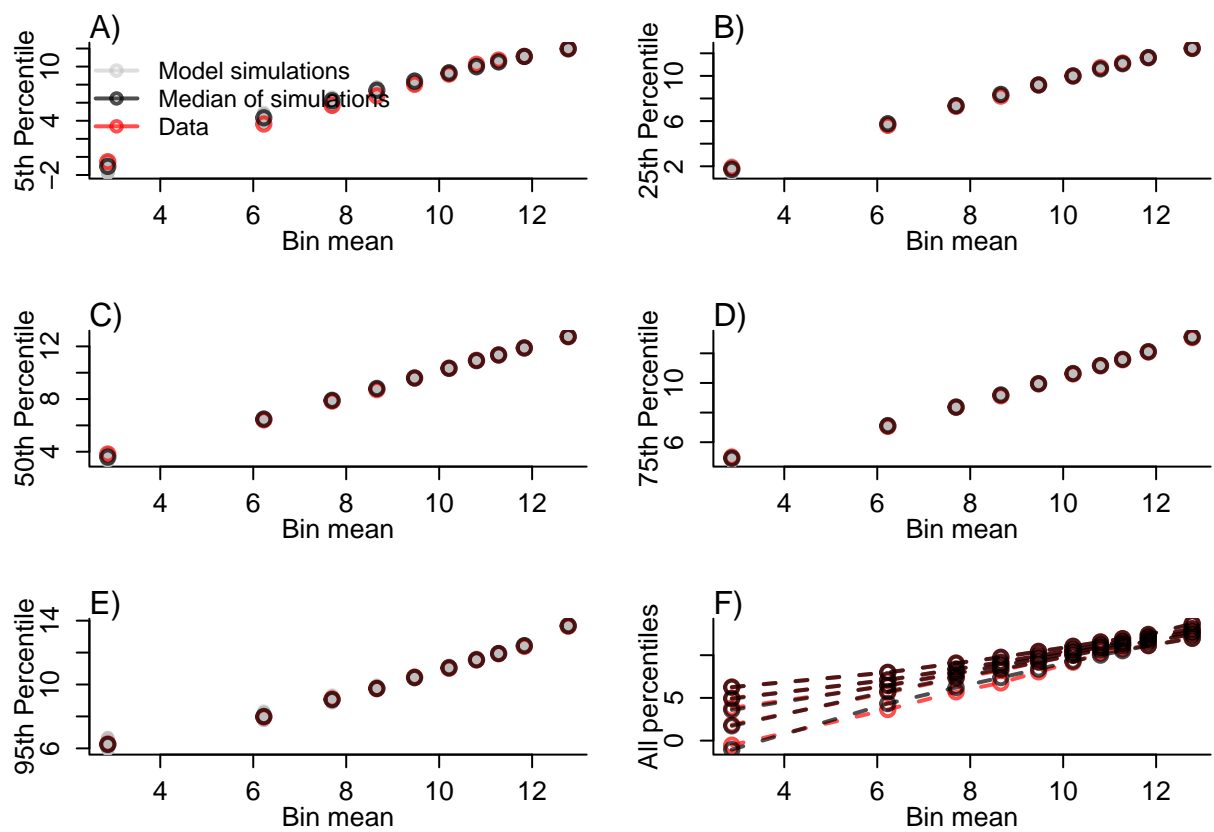 A)
5th Percentile
−2 4 10
Model simulations
Median of simulations
Data
4 6 8 10 12
Bin mean
B)
25th Percentile
2 6 10
4 6 8 10 12
Bin mean
C)
50th Percentile
4 8 12
4 6 8 10 12
Bin mean
D)
75th Percentile
6 10
4 6 8 10 12
Bin mean
E)
95th Percentile
6 10 14
4 6 8 10 12
Bin mean
F)
All percentiles
0 5
4 6 8 10 12
Bin mean